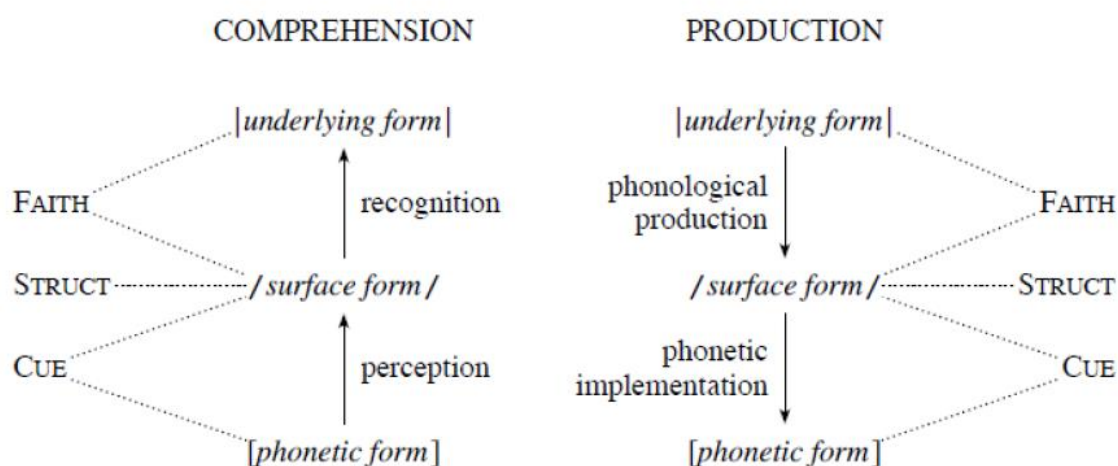 COMPREHENSION PRODUCTION
|underlying form| |underlying form|
FAITH recognition phonological production FAITH
STRUCT /surface form/ /surface form/ STRUCT
CUE perception phonetic implementation CUE
[phonetic form] [phonetic form]